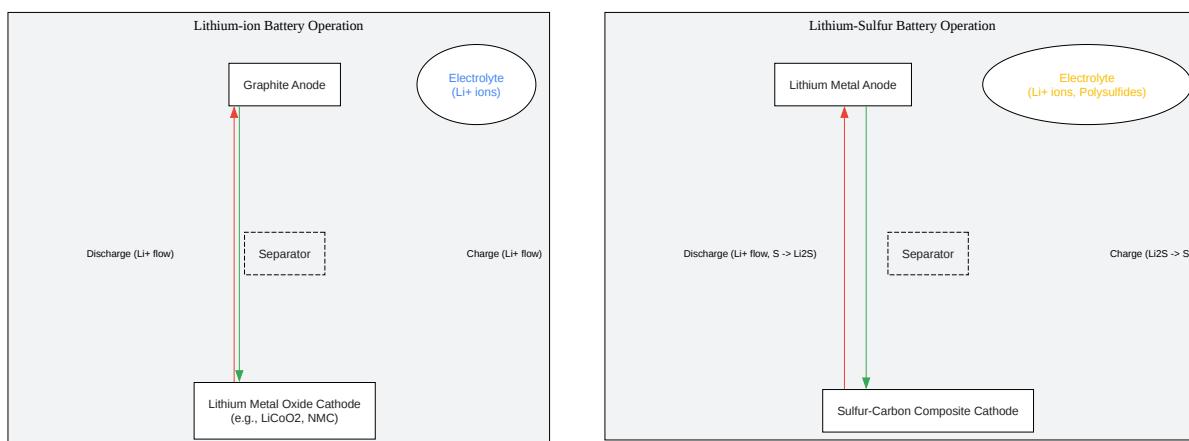 Lithium-ion Battery Operation
Graphite Anode
Electrolyte
(Li+ ions)
Discharge (Li+ flow)
Separator
Charge (Li+ flow)
Lithium Metal Oxide Cathode
(e.g., LiCoO2, NMC)
Lithium-Sulfur Battery Operation
Lithium Metal Anode
Electrolyte
(Li+ ions, Polysulfides)
Discharge (Li+ flow, S -> Li2S)
Separator
Charge (Li2S -> S
Sulfur-Carbon Composite Cathode